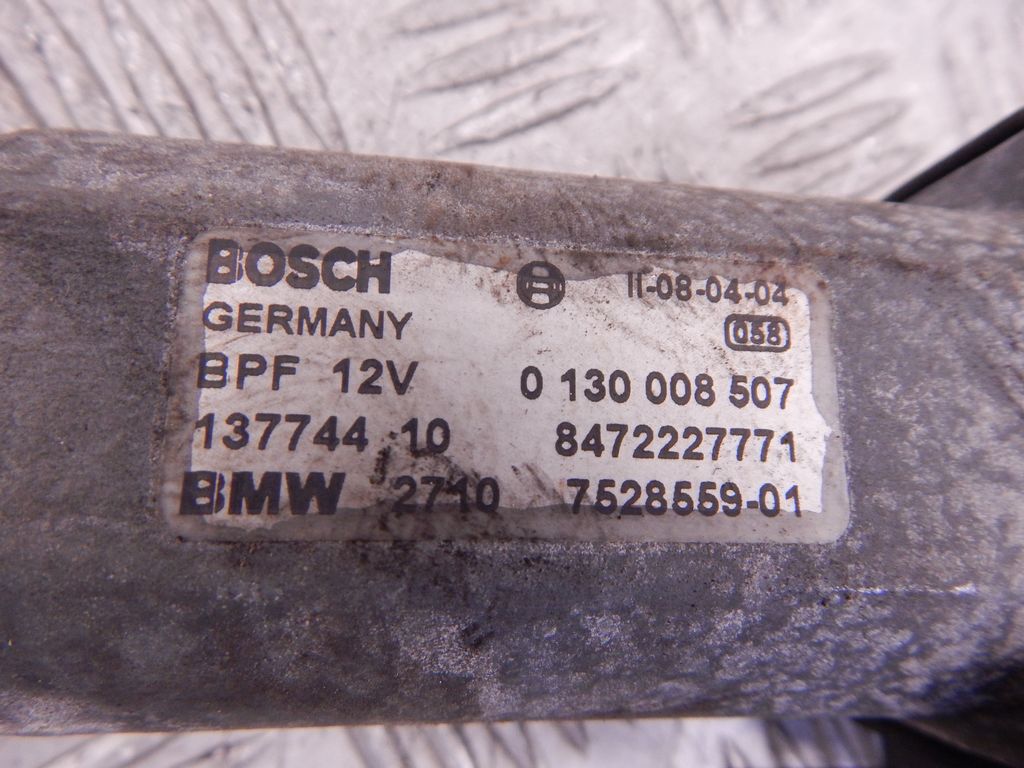 BOSCH II-08-04-04
GERMANY 058
BPF 12V 0 130 008 507
137744 10 8472227771
BMW 2710 7528559-01